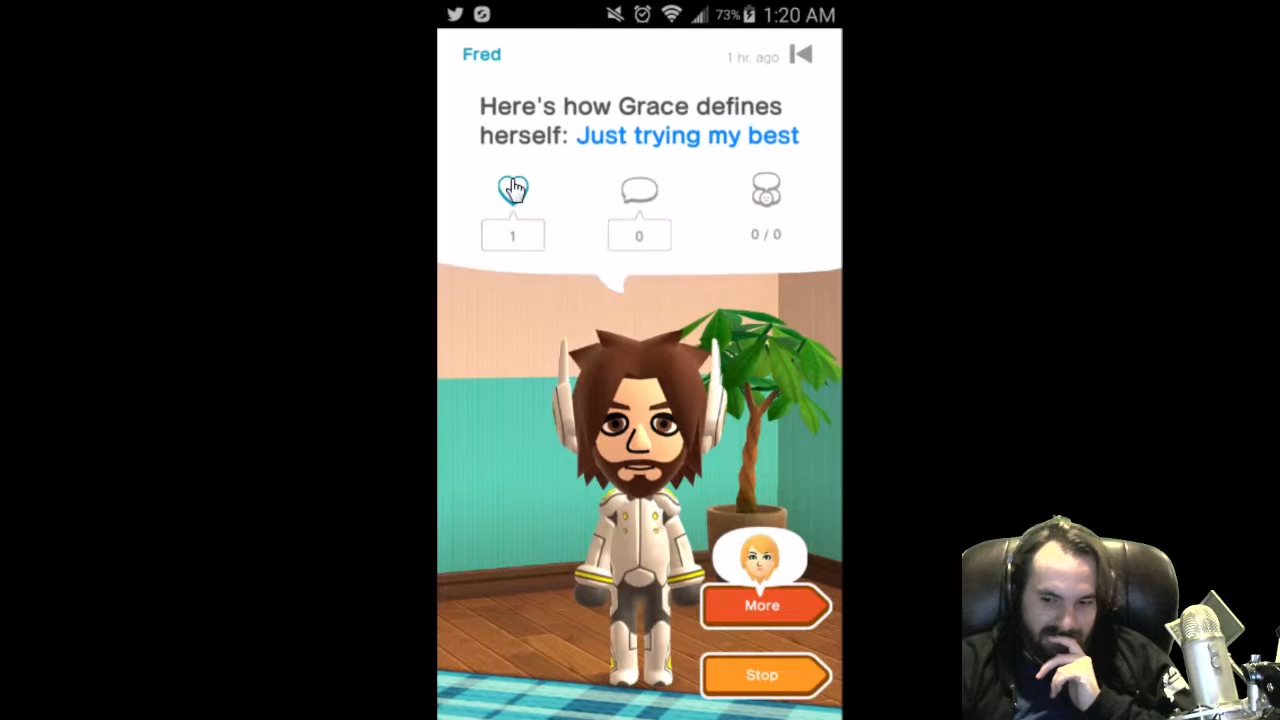 73% 1:20 AM
Fred 1 hr. ago
Here's how Grace defines
herself: Just trying my best
1 0 0 / 0
More
Stop